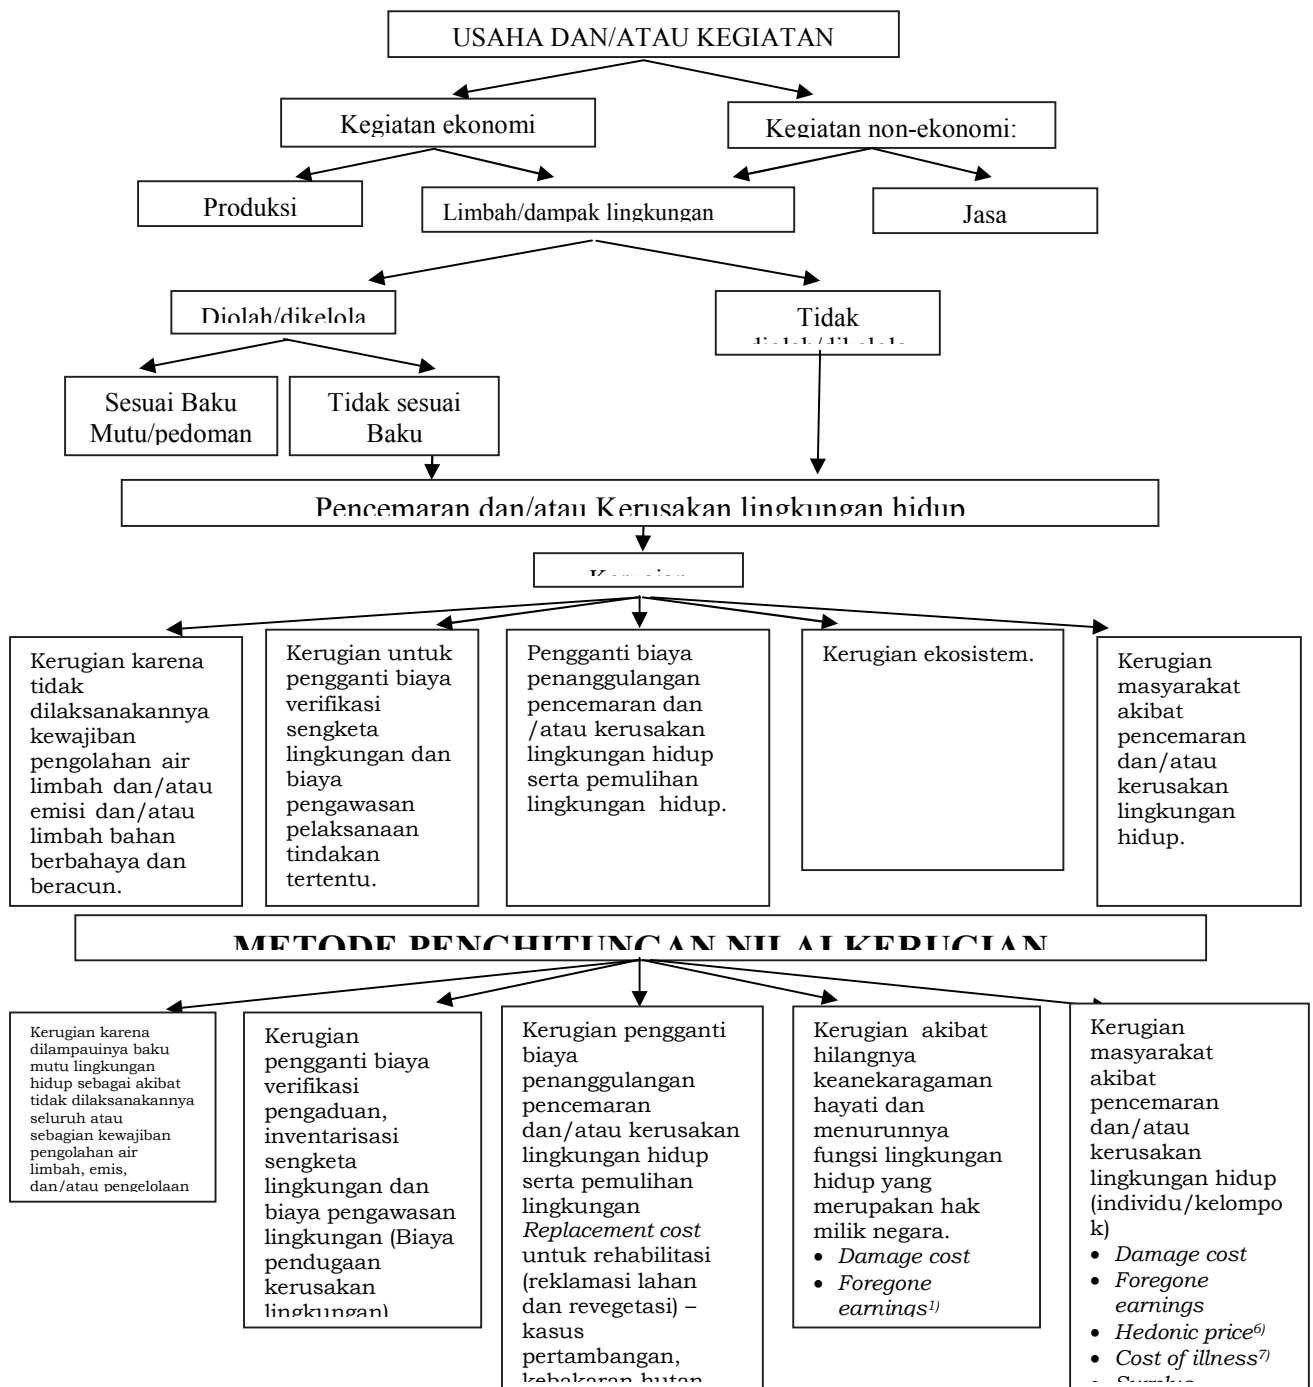 USAHA DAN/ATAU KEGIATAN
Kegiatan ekonomi
Kegiatan non-ekonomi:
Produksi
Limbah/dampak lingkungan
Jasa
Diolah/dikelola
Tidak
Sesuai Baku
Mutu/pedoman
Tidak sesuai
Baku
Pencemaran dan/atau Kerusakan lingkungan hidup
Kerugian karena
tidak
dilaksanakannya
kewajiban
pengolahan air
limbah dan/atau
emisi dan/atau
limbah bahan
berbahaya dan
beracun.
Kerugian untuk
pengganti biaya
verifikasi
sengketa
lingkungan dan
biaya
pengawasan
pelaksanaan
tindakan
tertentu.
Pengganti biaya
penanggulangan
pencemaran dan
/atau kerusakan
lingkungan hidup
serta pemulihan
lingkungan hidup.
Kerugian ekosistem.
Kerugian
masyarakat
akibat
pencemaran
dan/atau
kerusakan
lingkungan
hidup.
METODE PENGHITUNGAN NILAI KERUGIAN
Kerugian karena
dilampauinya baku
mutu lingkungan
hidup sebagai akibat
tidak dilaksanakannya
seluruh atau
sebagian kewajiban
pengolahan air
limbah, emis,
dan/atau pengelolaan
Kerugian
pengganti biaya
verifikasi
pengaduan,
inventarisasi
sengketa
lingkungan dan
biaya pengawasan
lingkungan (Biaya
pendugaan
kerusakan
lingkungan)
Kerugian pengganti
biaya
penanggulangan
pencemaran
dan/atau kerusakan
lingkungan hidup
serta pemulihan
lingkungan
Replacement cost
untuk rehabilitasi
(reklamasi lahan
dan revegetasi) –
kasus
pertambangan,
kebakaran hutan
Kerugian akibat
hilangnya
keanekaragaman
hayati dan
menurunnya
fungsi lingkungan
hidup yang
merupakan hak
milik negara.
• Damage cost
• Foregone
earnings1)
Kerugian
masyarakat
akibat
pencemaran
dan/atau
kerusakan
lingkungan hidup
(individu/kelompo
k)
• Damage cost
• Foregone
earnings
• Hedonic price6)
• Cost of illness7)